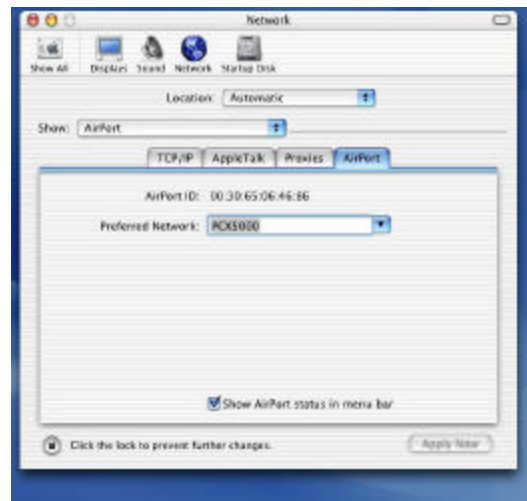 Network
Show All Displays Sound Network Startup Disk
Location: Automatic
Show: AirPort
TCP/IP AppleTalk Proxies AirPort
AirPort ID: 00:30:65:06:46:86
Preferred Network: RCX5000
Show AirPort status in menu bar
Click the lock to prevent further changes.
Apply Now